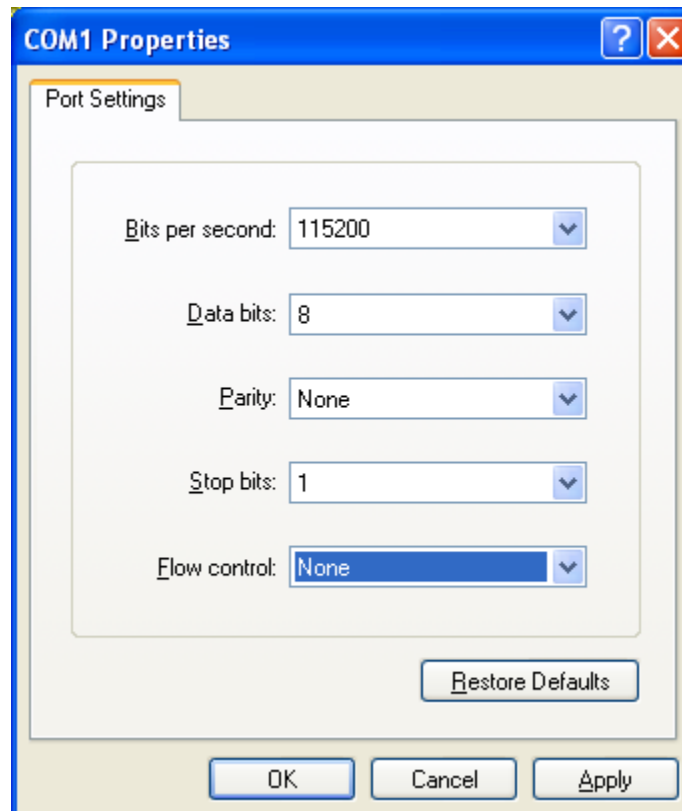 COM1 Properties
Port Settings
Bits per second: 115200
Data bits: 8
Parity: None
Stop bits: 1
Flow control: None
Restore Defaults
OK Cancel Apply